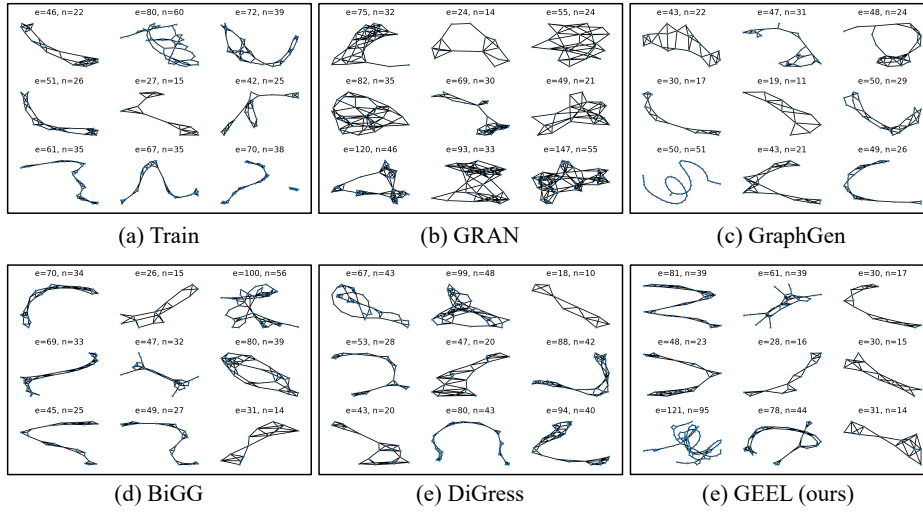 e=46, n=22 e=80, n=60 e=72, n=39
e=51, n=26 e=27, n=15 e=42, n=25
e=61, n=35 e=67, n=35 e=70, n=38
(a) Train
e=75, n=32 e=24, n=14 e=55, n=24
e=82, n=35 e=69, n=30 e=49, n=21
e=120, n=46 e=93, n=33 e=147, n=55
(b) GRAN
e=43, n=22 e=47, n=31 e=48, n=24
e=30, n=17 e=19, n=11 e=50, n=29
e=50, n=51 e=43, n=21 e=49, n=26
(c) GraphGen
e=70, n=34 e=26, n=15 e=100, n=56
e=69, n=33 e=47, n=32 e=80, n=39
e=45, n=25 e=49, n=27 e=31, n=14
(d) BiGG
e=67, n=43 e=99, n=48 e=18, n=10
e=53, n=28 e=47, n=20 e=88, n=42
e=43, n=20 e=80, n=43 e=94, n=40
(e) DiGress
e=81, n=39 e=61, n=39 e=30, n=17
e=48, n=23 e=28, n=16 e=30, n=15
e=121, n=95 e=78, n=44 e=31, n=14
(e) GEEL (ours)